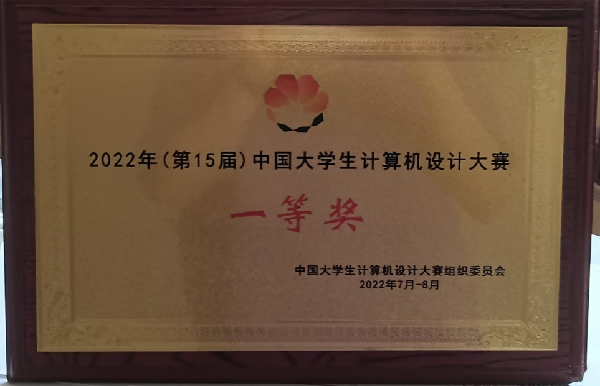 2022年(第15届)中国大学生计算机设计大赛
一等奖
中国大学生计算机设计大赛组织委员会
2022年7月-8月